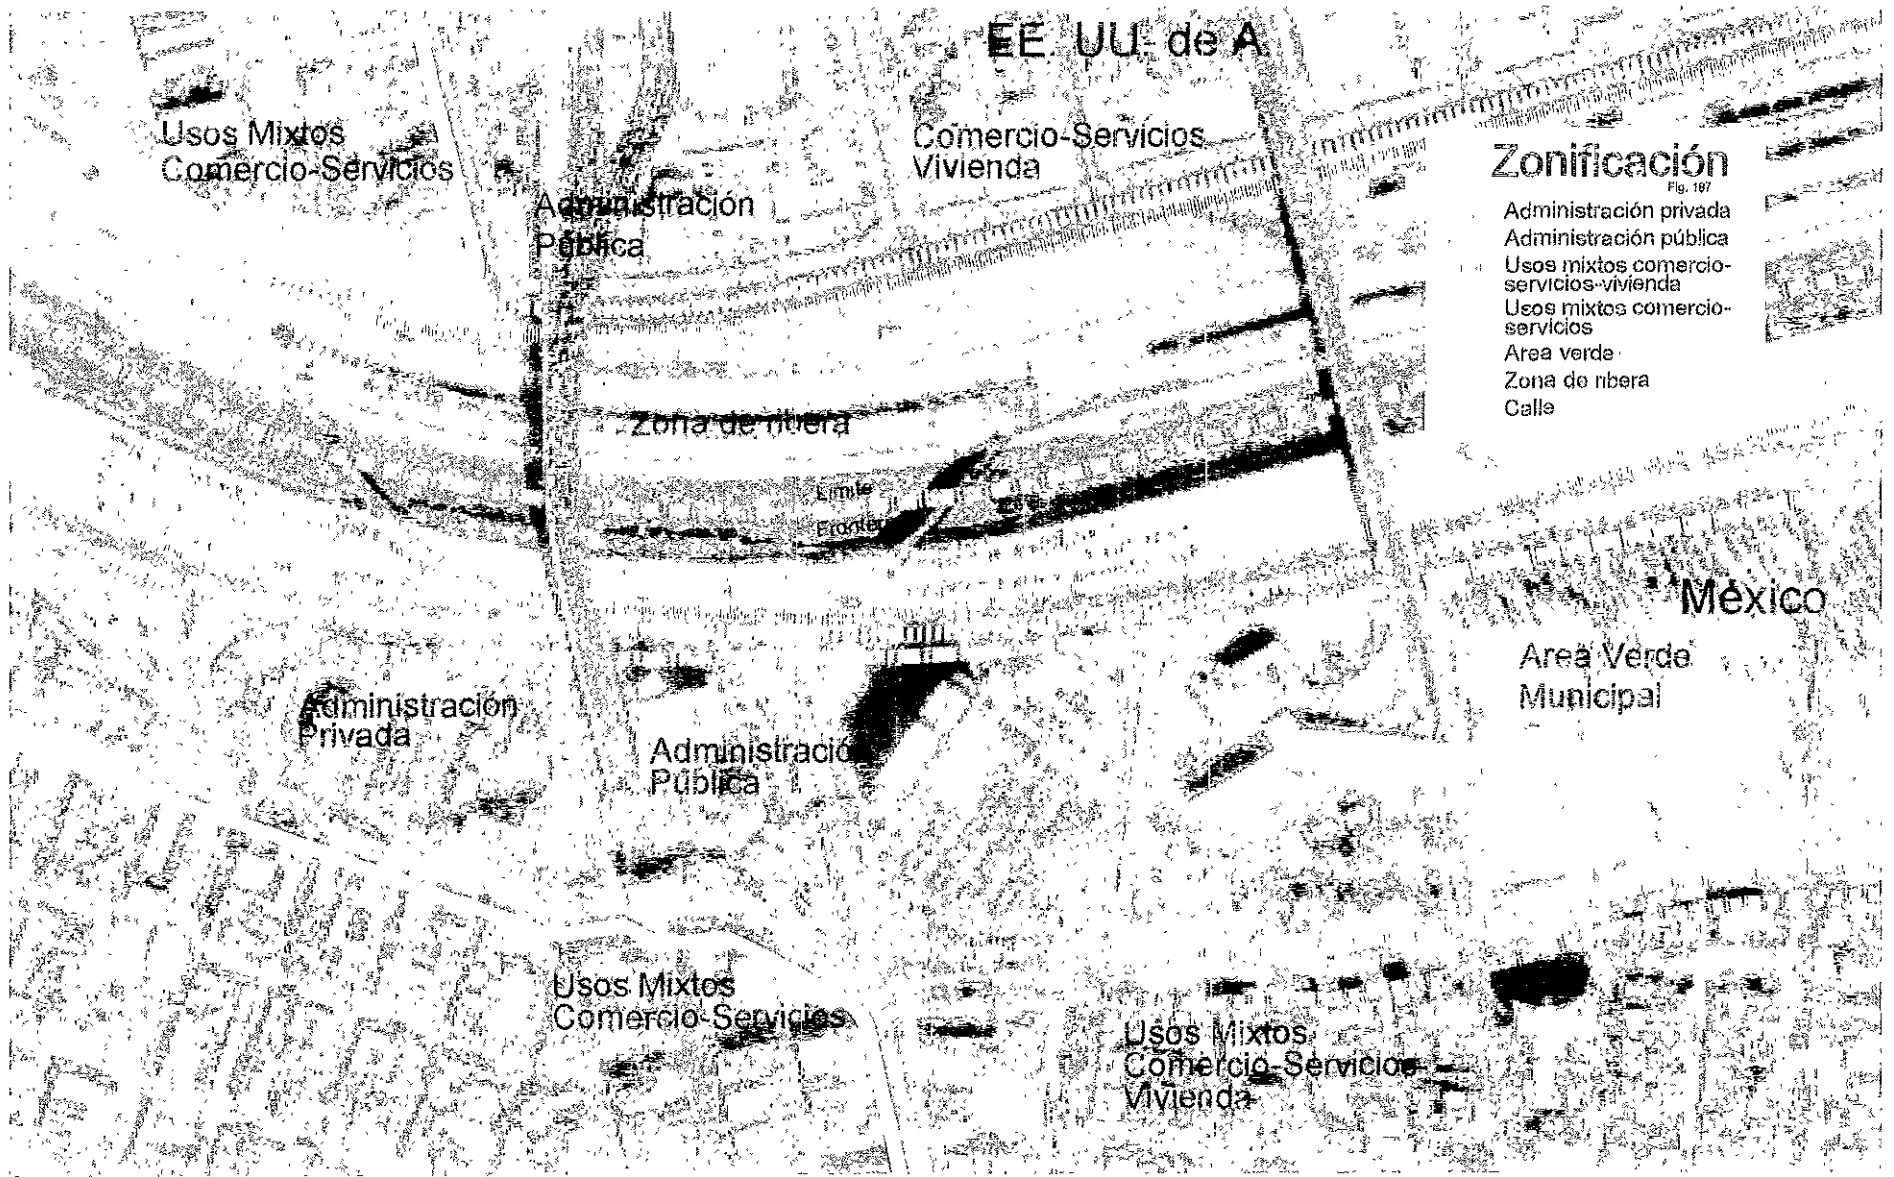 EE. UU. de A.
Usos Mixtos
Comercio-Servicios
Comercio-Servicios
Vivienda
Administración
Pública
Zonificación
Fig. 187
Administración privada
Administración pública
Usos mixtos comercio-
servicios-vivienda
Usos mixtos comercio-
servicios
Area verde
Zona de ribera
Calle
Zona de ribera
Límite
México
Area Verde
Municipal
Administración
Privada
Administración
Pública
Usos Mixtos
Comercio-Servicios
Usos Mixtos
Comercio-Servicios
Vivienda